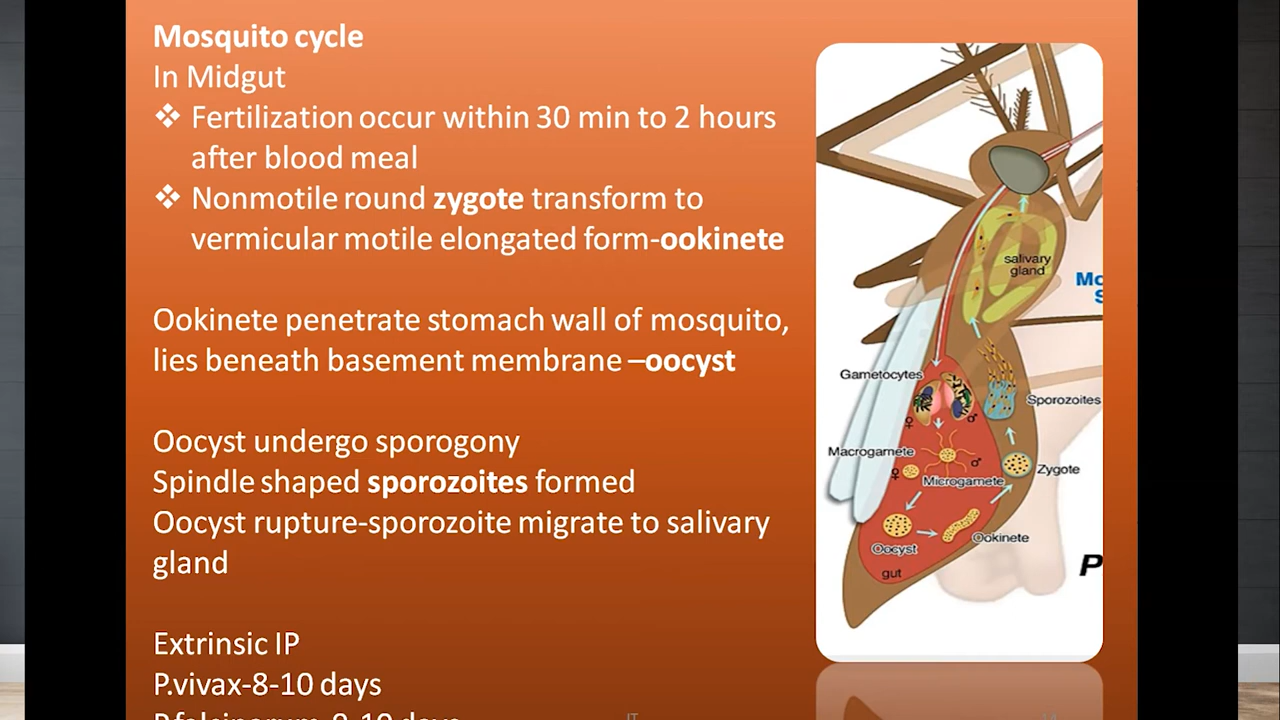 Mosquito cycle
In Midgut
❖ Fertilization occur within 30 min to 2 hours
after blood meal
❖ Nonmotile round zygote transform to
vermicular motile elongated form-ookinete
Ookinete penetrate stomach wall of mosquito,
lies beneath basement membrane –oocyst
Oocyst undergo sporogony
Spindle shaped sporozoites formed
Oocyst rupture-sporozoite migrate to salivary
gland
Extrinsic IP
P.vivax-8-10 days
salivary
gland
Mo
S
Gametocytes
Sporozoites
Macrogamete
♀
♂
Microgamete
Zygote
Oocyst
Ookinete
gut
P